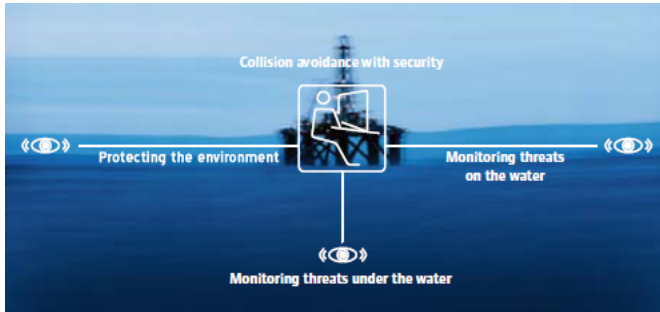 Collision avoidance with security
Protecting the environment
Monitoring threats
on the water
Monitoring threats under the water